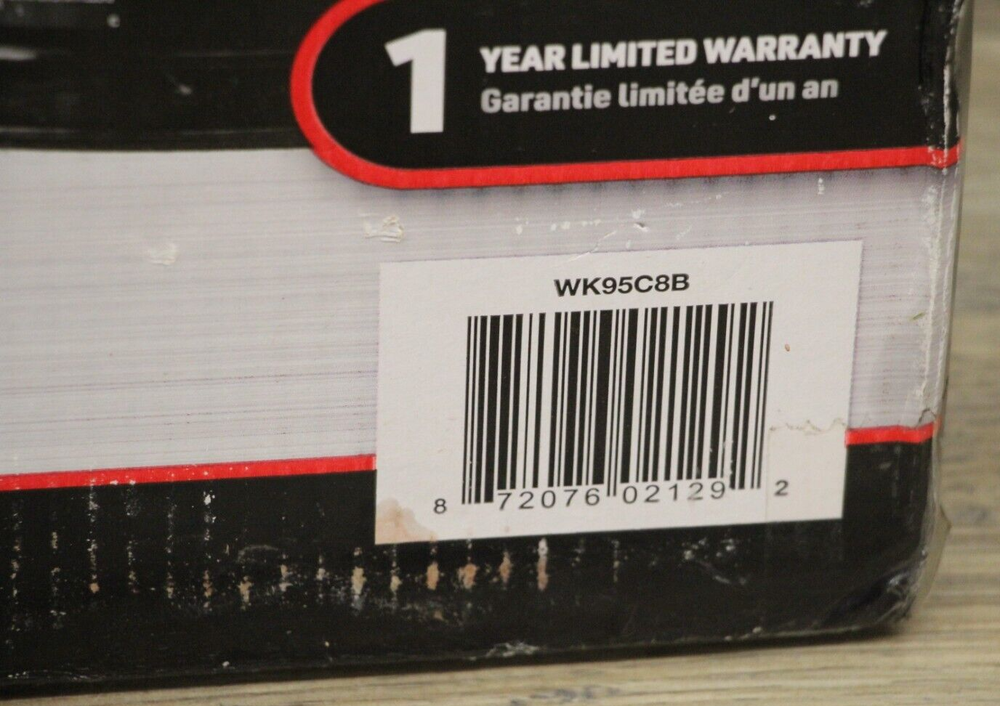 1
YEAR LIMITED WARRANTY
Garantie limitée d'un an
WK95C8B
8 72076 02129 2